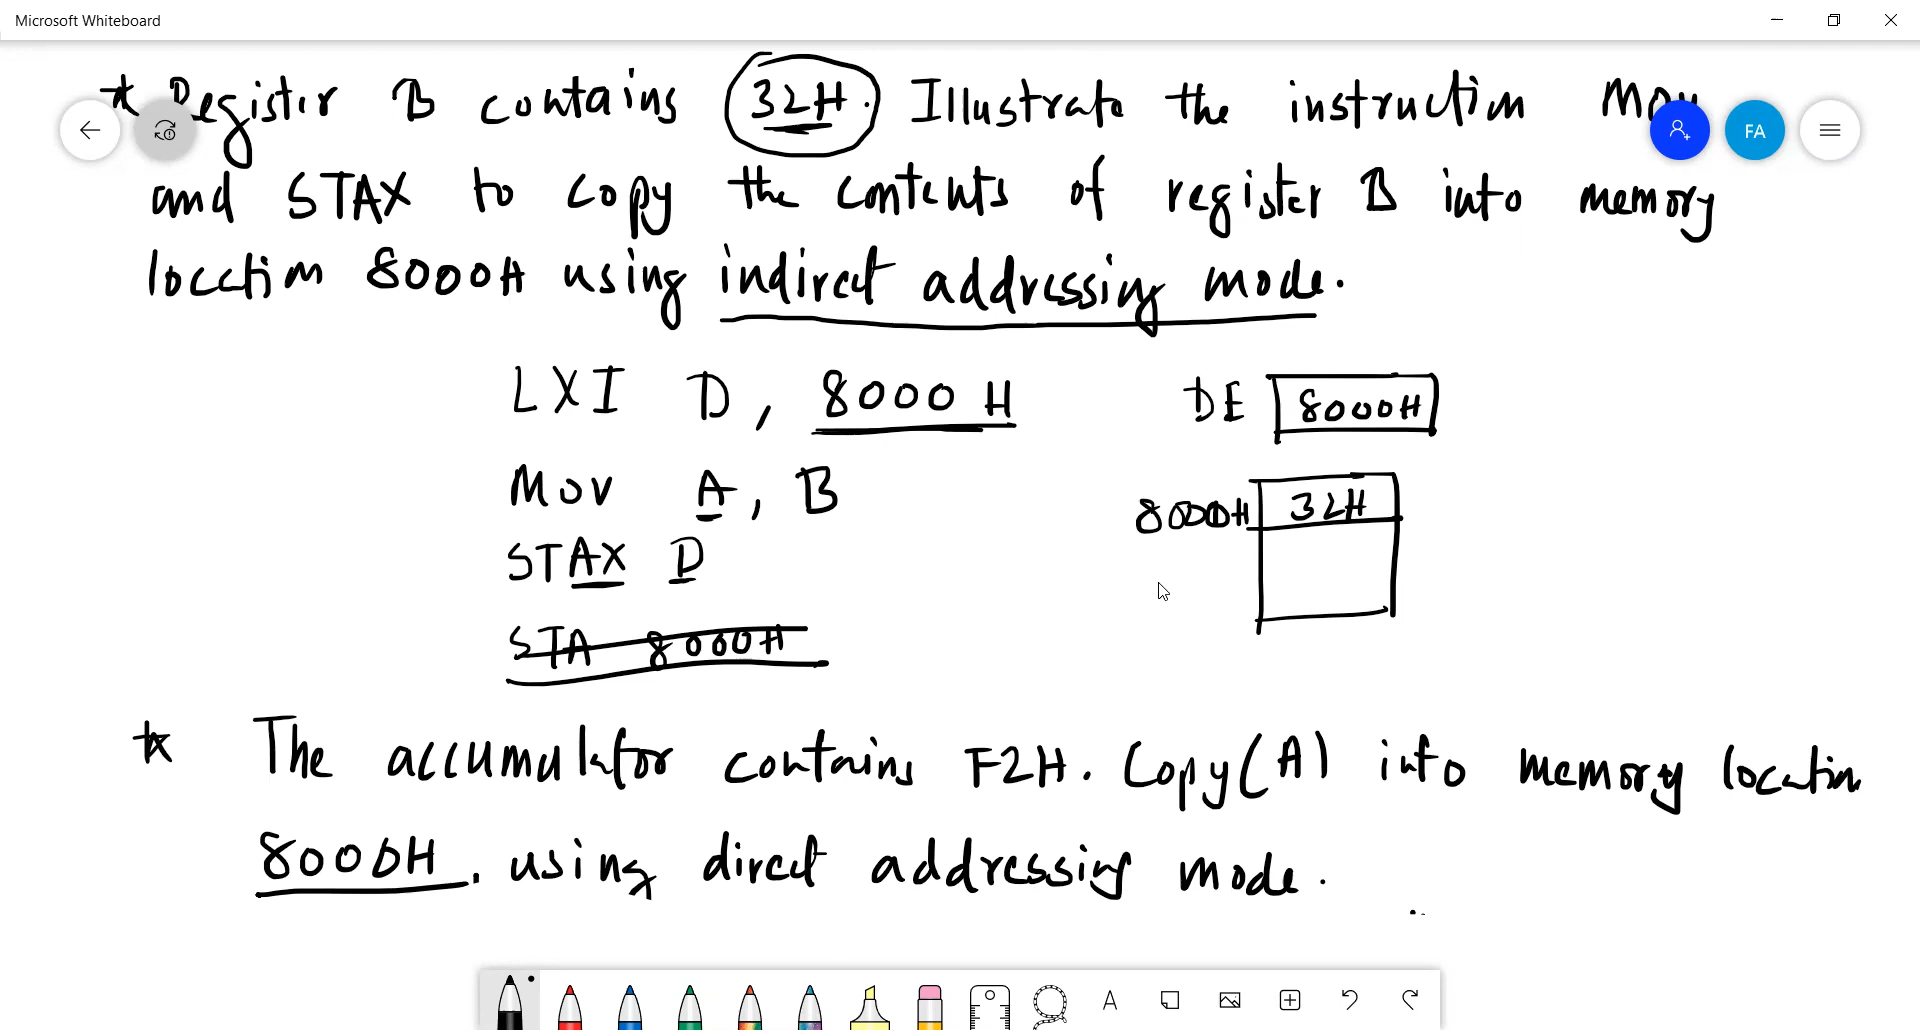 Microsoft Whiteboard
* Register B contains 32H. Illustrate the instruction Mov
and STAX to copy the contents of register B into memory
FA
location 8000H using indirect addressing mode.
LXI D, 8000 H
DE 8000H
Mov A, B
8000H 32H
STAX D
STA 8000H
* The accumulator contains F2H. Copy (A) into memory location
8000H. using direct addressing mode.
A